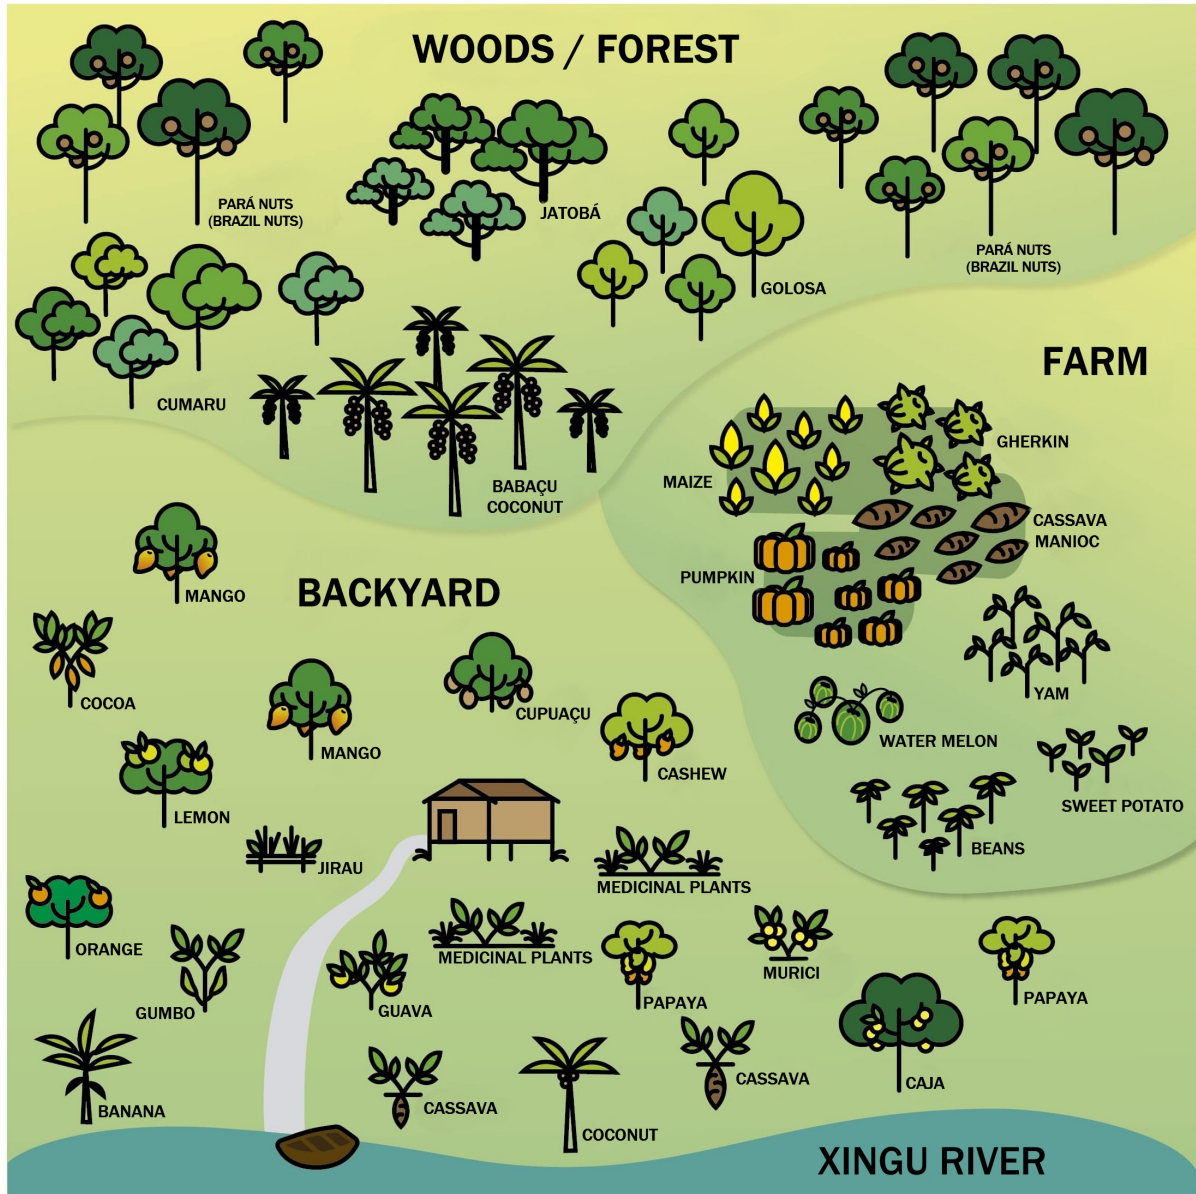 WOODS / FOREST
PARÁ NUTS
(BRAZIL NUTS)
JATOBÁ
GOLOSA
PARÁ NUTS
(BRAZIL NUTS)
CUMARU
BABAÇU
COCONUT
FARM
MAIZE
GHERKIN
CASSAVA
MANIOC
PUMPKIN
YAM
WATER MELON
SWEET POTATO
BEANS
BACKYARD
MANGO
COCOA
MANGO
CUPUAÇU
CASHEW
LEMON
JIRAU
MEDICINAL PLANTS
ORANGE
GUMBO
GUAVA
MEDICINAL PLANTS
PAPAYA
MURICI
PAPAYA
BANANA
CASSAVA
COCONUT
CASSAVA
CAJA
XINGU RIVER